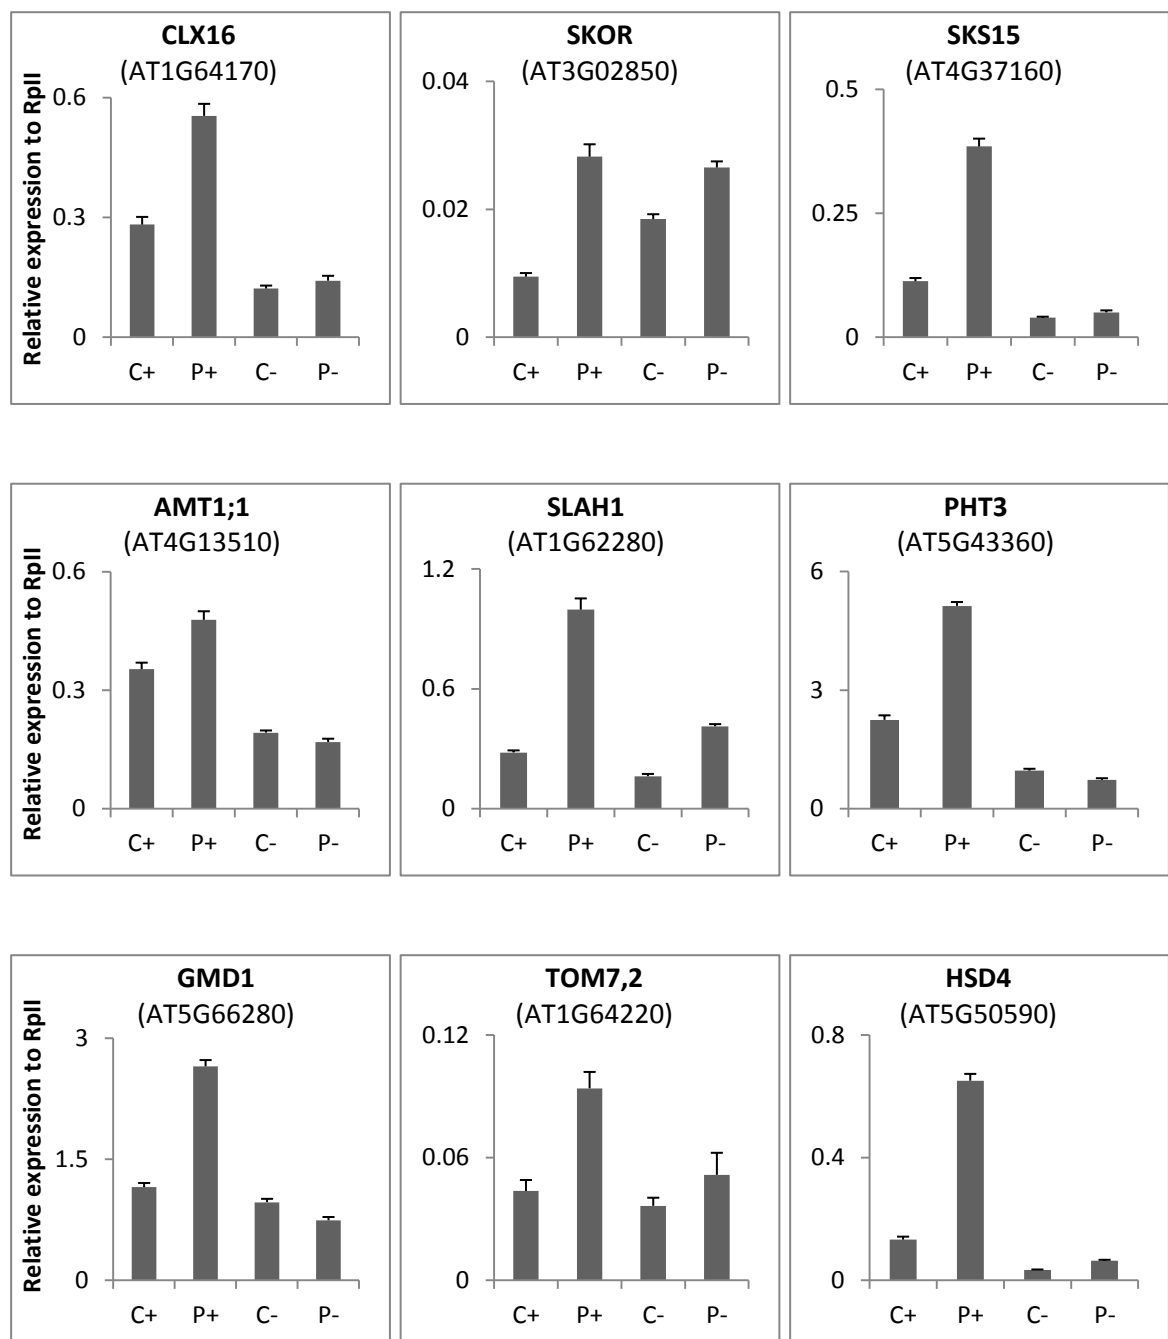 CLX16
(AT1G64170)
Relative expression to RpII
0.6
0.3
0
C+ P+ C- P-
SKOR
(AT3G02850)
0.04
0.02
0
C+ P+ C- P-
SKS15
(AT4G37160)
0.5
0.25
0
C+ P+ C- P-
AMT1;1
(AT4G13510)
Relative expression to RpII
0.6
0.3
0
C+ P+ C- P-
SLAH1
(AT1G62280)
1.2
0.6
0
C+ P+ C- P-
PHT3
(AT5G43360)
6
3
0
C+ P+ C- P-
GMD1
(AT5G66280)
Relative expression to RpII
3
1.5
0
C+ P+ C- P-
TOM7,2
(AT1G64220)
0.12
0.06
0
C+ P+ C- P-
HSD4
(AT5G50590)
0.8
0.4
0
C+ P+ C- P-